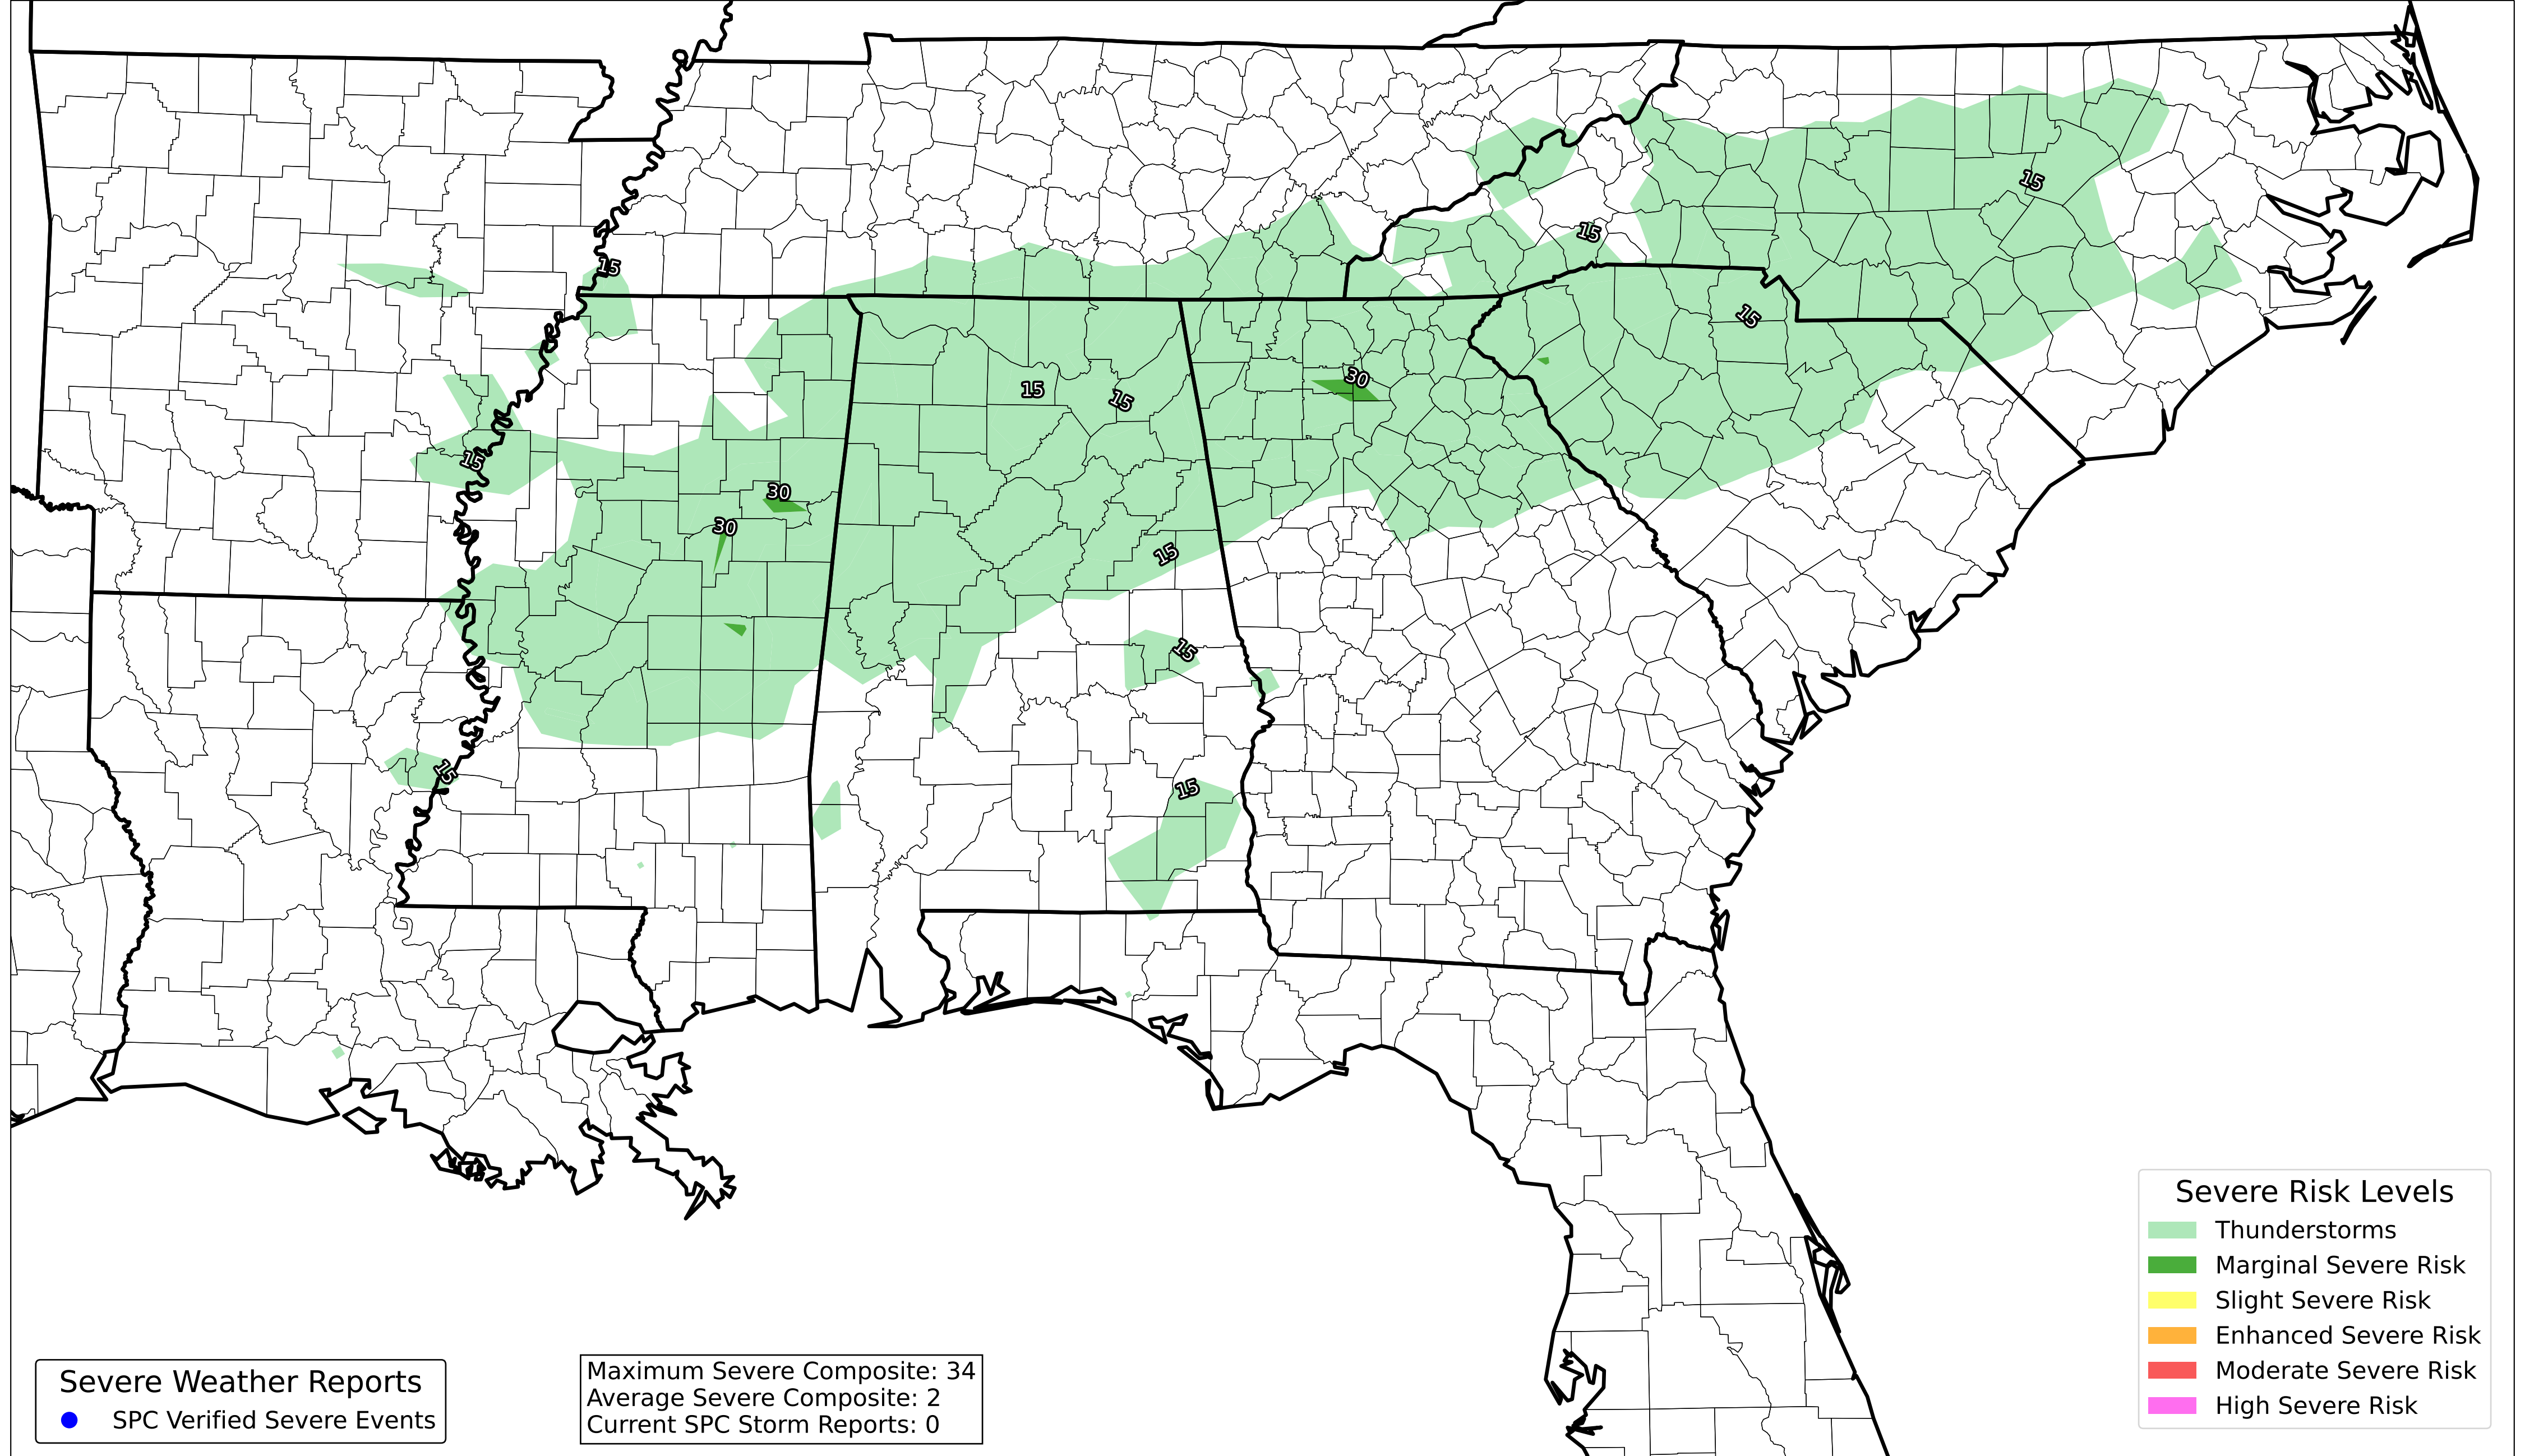 15
15
15
15
30
15
15
15
30
30
15
15
15
15
Severe Risk Levels
Thunderstorms
Marginal Severe Risk
Slight Severe Risk
Enhanced Severe Risk
Moderate Severe Risk
High Severe Risk
Severe Weather Reports
SPC Verified Severe Events
Maximum Severe Composite: 34
Average Severe Composite: 2
Current SPC Storm Reports: 0